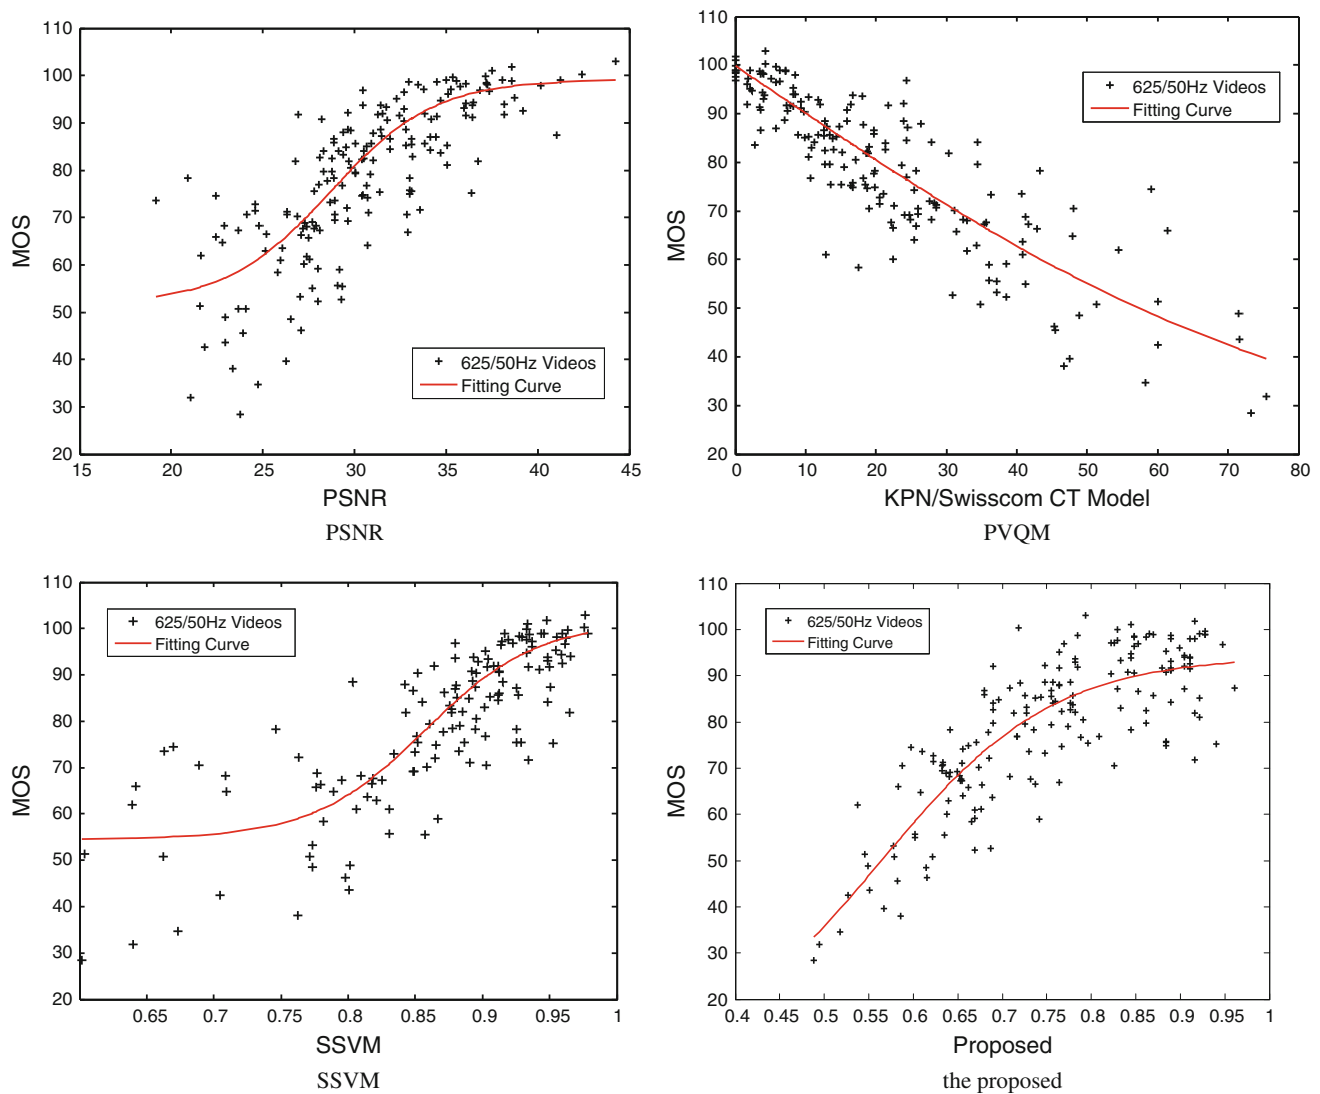 110
100
90
80
70
60
50
40
30
20
MOS
625/50Hz Videos
Fitting Curve
15 20 25 30 35 40 45
PSNR
PSNR
110
100
90
80
70
60
50
40
30
20
MOS
625/50Hz Videos
Fitting Curve
0 10 20 30 40 50 60 70 80
KPN/Swisscom CT Model
PVQM
110
100
90
80
70
60
50
40
30
20
MOS
625/50Hz Videos
Fitting Curve
0.65 0.7 0.75 0.8 0.85 0.9 0.95 1
SSVM
SSVM
110
100
90
80
70
60
50
40
30
20
MOS
625/50Hz Videos
Fitting Curve
0.4 0.45 0.5 0.55 0.6 0.65 0.7 0.75 0.8 0.85 0.9 0.95 1
Proposed
the proposed